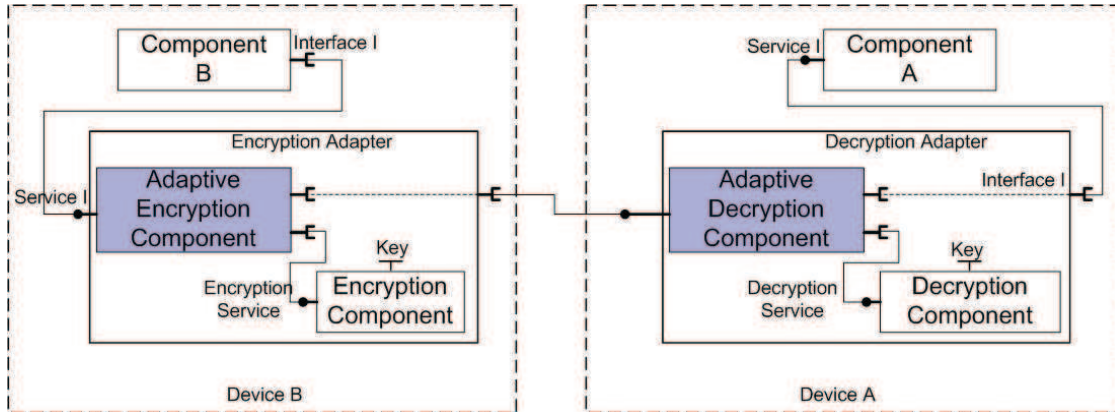 Component
B
Interface I
Encryption Adapter
Service I
Adaptive
Encryption
Component
Key
Encryption
Service
Encryption
Component
Device B
Service I
Component
A
Decryption Adapter
Adaptive
Decryption
Component
Interface I
Key
Decryption
Service
Decryption
Component
Device A